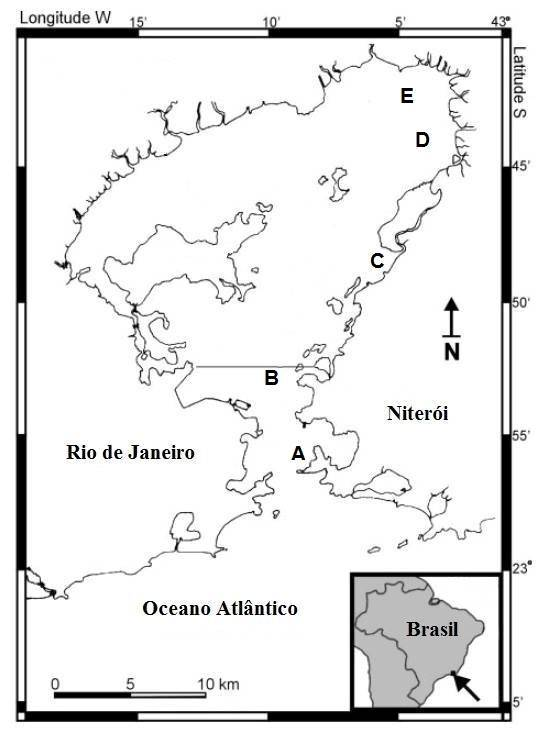 Longitude W
15'
10'
5'
43°
Latitude S
E
D
45'
C
50'
N
B
Niterói
55'
Rio de Janeiro
A
23°
Oceano Atlântico
Brasil
0
5
10 km
5'